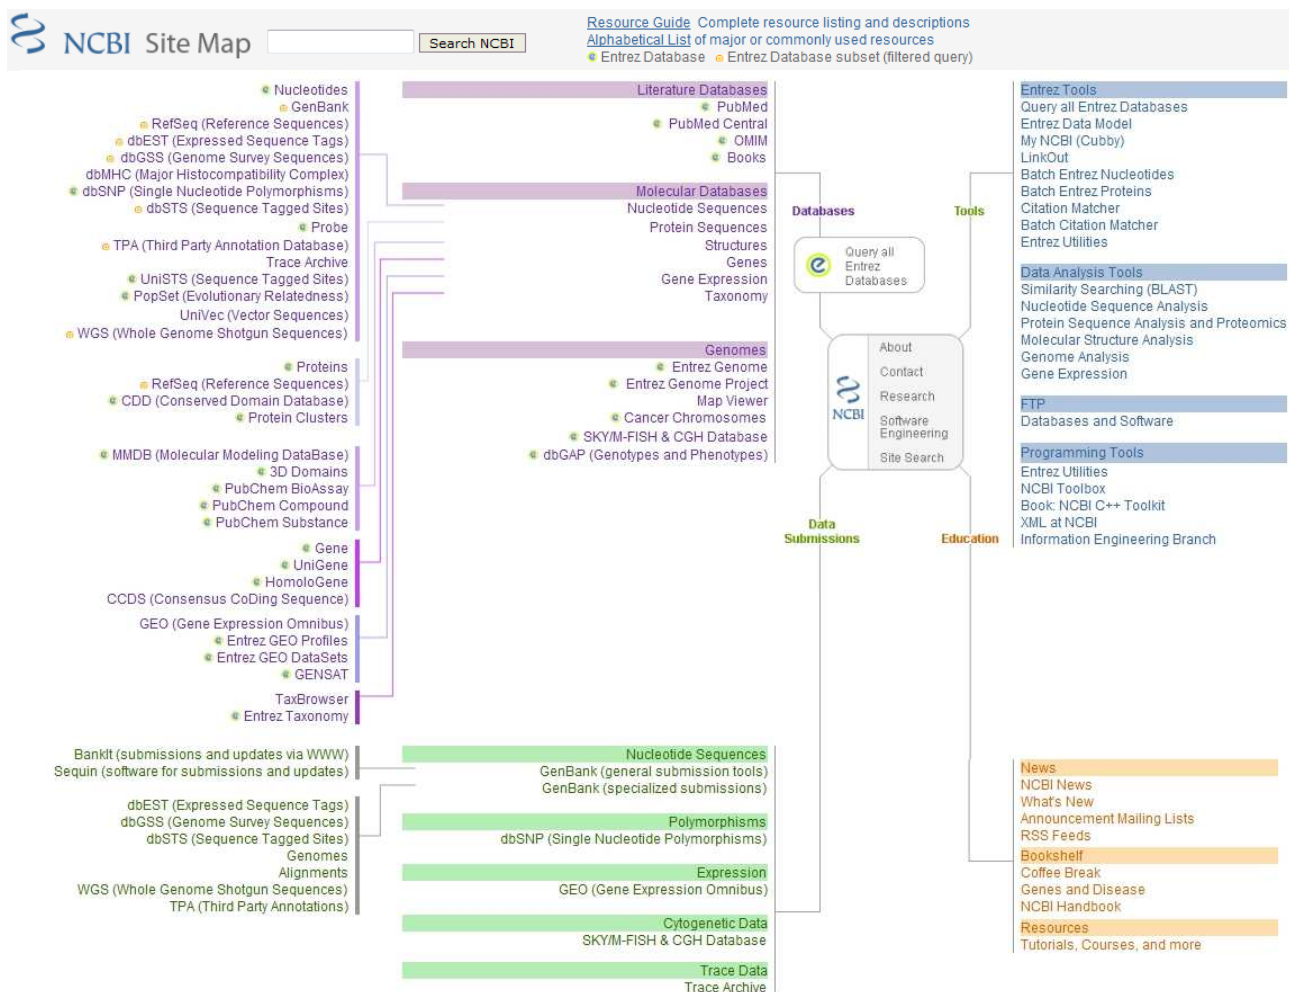 NCBI Site Map
Search NCBI
Resource Guide Complete resource listing and descriptions
Alphabetical List of major or commonly used resources
Entrez Database Entrez Database subset (filtered query)
Nucleotides
GenBank
RefSeq (Reference Sequences)
dbEST (Expressed Sequence Tags)
dbGSS (Genome Survey Sequences)
dbMHC (Major Histocompatibility Complex)
dbSNP (Single Nucleotide Polymorphisms)
dbSTS (Sequence Tagged Sites)
Probe
TPA (Third Party Annotation Database)
Trace Archive
UniSTS (Sequence Tagged Sites)
PopSet (Evolutionary Relatedness)
UniVec (Vector Sequences)
WGS (Whole Genome Shotgun Sequences)
Proteins
RefSeq (Reference Sequences)
CDD (Conserved Domain Database)
Protein Clusters
MMDB (Molecular Modeling DataBase)
3D Domains
PubChem BioAssay
PubChem Compound
PubChem Substance
Gene
UniGene
HomoloGene
CCDS (Consensus CoDing Sequence)
GEO (Gene Expression Omnibus)
Entrez GEO Profiles
Entrez GEO DataSets
GENSAT
TaxBrowser
Entrez Taxonomy
Literature Databases
PubMed
PubMed Central
OMIM
Books
Molecular Databases
Nucleotide Sequences
Protein Sequences
Structures
Genes
Gene Expression
Taxonomy
Genomes
Entrez Genome
Entrez Genome Project
Map Viewer
Cancer Chromosomes
SKY/M-FISH & CGH Database
dbGAP (Genotypes and Phenotypes)
Databases
Tools
Query all
Entrez
Databases
NCBI
About
Contact
Research
Software
Engineering
Site Search
Data
Submissions
Education
Entrez Tools
Query all Entrez Databases
Entrez Data Model
My NCBI (Cubby)
LinkOut
Batch Entrez Nucleotides
Batch Entrez Proteins
Citation Matcher
Batch Citation Matcher
Entrez Utilities
Data Analysis Tools
Similarity Searching (BLAST)
Nucleotide Sequence Analysis
Protein Sequence Analysis and Proteomics
Molecular Structure Analysis
Genome Analysis
Gene Expression
FTP
Databases and Software
Programming Tools
Entrez Utilities
NCBI Toolbox
Book: NCBI C++ Toolkit
XML at NCBI
Information Engineering Branch
BankIt (submissions and updates via WWW)
Sequin (software for submissions and updates)
dbEST (Expressed Sequence Tags)
dbGSS (Genome Survey Sequences)
dbSTS (Sequence Tagged Sites)
Genomes
Alignments
WGS (Whole Genome Shotgun Sequences)
TPA (Third Party Annotations)
Nucleotide Sequences
GenBank (general submission tools)
GenBank (specialized submissions)
Polymorphisms
dbSNP (Single Nucleotide Polymorphisms)
Expression
GEO (Gene Expression Omnibus)
Cytogenetic Data
SKY/M-FISH & CGH Database
Trace Data
Trace Archive
News
NCBI News
What's New
Announcement Mailing Lists
RSS Feeds
Bookshelf
Coffee Break
Genes and Disease
NCBI Handbook
Resources
Tutorials, Courses, and more